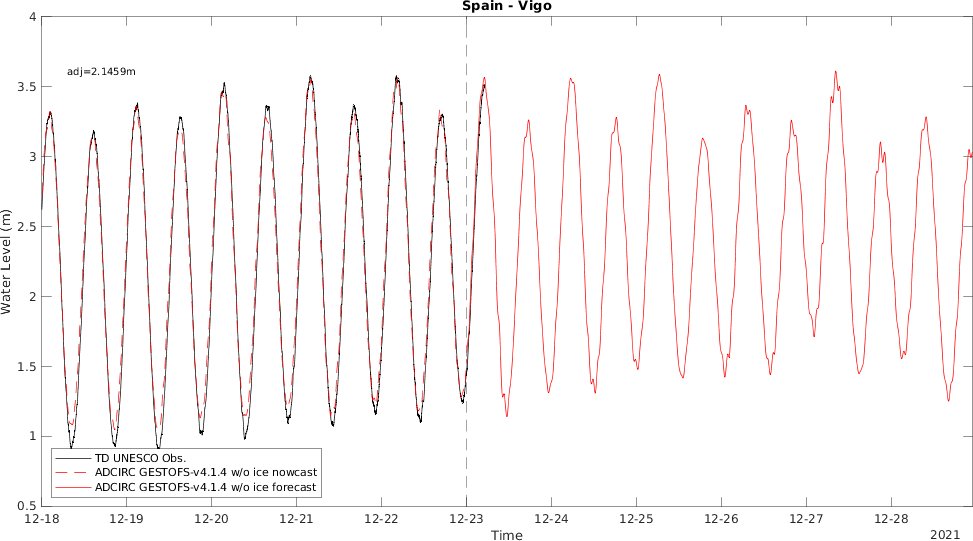 Spain - Vigo
adj=2.1459m
4
3.5
3
2.5
2
1.5
1
0.5
Water Level (m)
TD UNESCO Obs.
ADCIRC GESTOFS-v4.1.4 w/o ice nowcast
ADCIRC GESTOFS-v4.1.4 w/o ice forecast
12-18 12-19 12-20 12-21 12-22 12-23 12-24 12-25 12-26 12-27 12-28
Time
2021